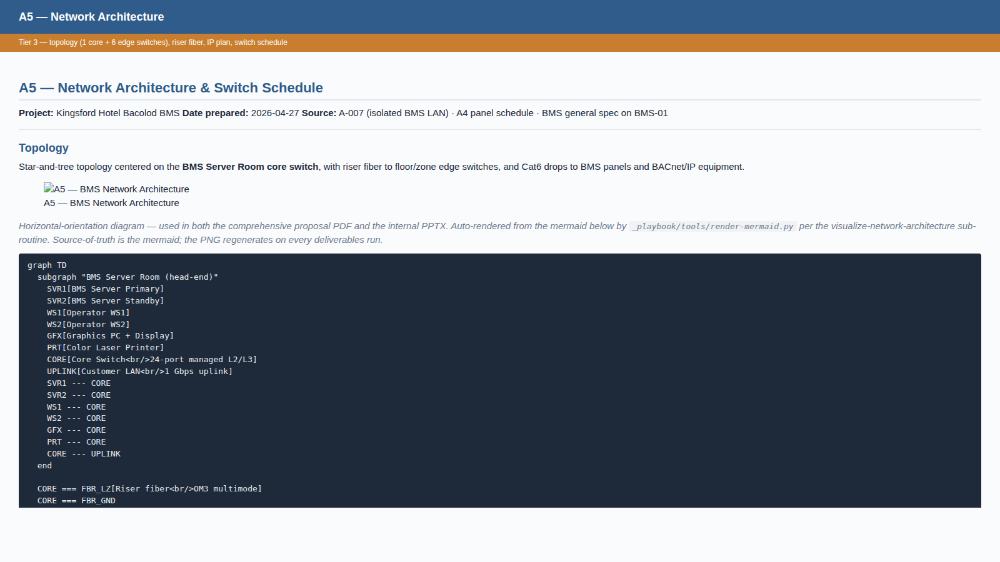 A5 — Network Architecture
Tier 3 — topology (1 core + 6 edge switches), riser fiber, IP plan, switch schedule
A5 — Network Architecture & Switch Schedule
Project: Kingsford Hotel Bacolod BMS Date prepared: 2026-04-27 Source: A-007 (isolated BMS LAN) · A4 panel schedule · BMS general spec on BMS-01
Topology
Star-and-tree topology centered on the BMS Server Room core switch, with riser fiber to floor/zone edge switches, and Cat6 drops to BMS panels and BACnet/IP equipment.
A5 — BMS Network Architecture
A5 — BMS Network Architecture
Horizontal-orientation diagram — used in both the comprehensive proposal PDF and the internal PPTX. Auto-rendered from the mermaid below by _playbook/tools/render-mermaid.py per the visualize-network-architecture sub-
routine. Source-of-truth is the mermaid; the PNG regenerates on every deliverables run.
graph TD
  subgraph "BMS Server Room (head-end)"
    SVR1[BMS Server Primary]
    SVR2[BMS Server Standby]
    WS1[Operator WS1]
    WS2[Operator WS2]
    GFX[Graphics PC + Display]
    PRT[Color Laser Printer]
    CORE[Core Switch<br/>24-port managed L2/L3]
    UPLINK[Customer LAN<br/>1 Gbps uplink]
    SVR1 --- CORE
    SVR2 --- CORE
    WS1 --- CORE
    WS2 --- CORE
    GFX --- CORE
    PRT --- CORE
    CORE --- UPLINK
  end
  CORE === FBR_LZ[Riser fiber<br/>OM3 multimode]
  CORE === FBR_GND